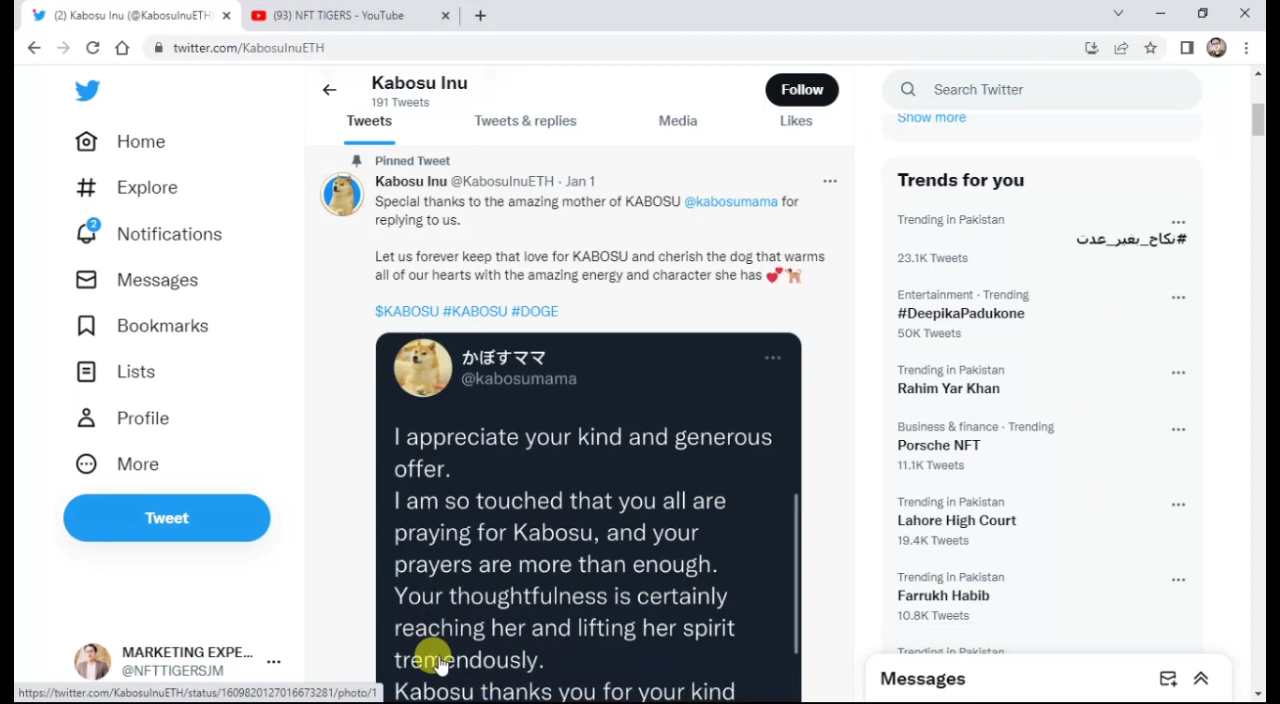 (2) Kabosu Inu (@KabosuInuETH)
(93) NFT TIGERS - YouTube
twitter.com/KabosuInuETH
Home
Explore
2
Notifications
Messages
Bookmarks
Lists
Profile
More
Tweet
MARKETING EXPE...
@NFTTIGERSJM
https://twitter.com/KabosuInuETH/status/1609820127016673281/photo/1
Kabosu Inu
191 Tweets
Follow
Tweets
Tweets & replies
Media
Likes
Pinned Tweet
Kabosu Inu @KabosuInuETH · Jan 1
Special thanks to the amazing mother of KABOSU @kabosumama for
replying to us.
Let us forever keep that love for KABOSU and cherish the dog that warms
all of our hearts with the amazing energy and character she has 💕🐕
$KABOSU #KABOSU #DOGE
かぼすママ
@kabosumama
I appreciate your kind and generous
offer.
I am so touched that you all are
praying for Kabosu, and your
prayers are more than enough.
Your thoughtfulness is certainly
reaching her and lifting her spirit
tremendously.
Kabosu thanks you for your kind
Search Twitter
Show more
Trends for you
Trending in Pakistan
#نکاح_بغیر_عدت
23.1K Tweets
Entertainment · Trending
#DeepikaPadukone
50K Tweets
Trending in Pakistan
Rahim Yar Khan
Business & finance · Trending
Porsche NFT
11.1K Tweets
Trending in Pakistan
Lahore High Court
19.4K Tweets
Trending in Pakistan
Farrukh Habib
10.8K Tweets
Trending in Pakistan
Messages